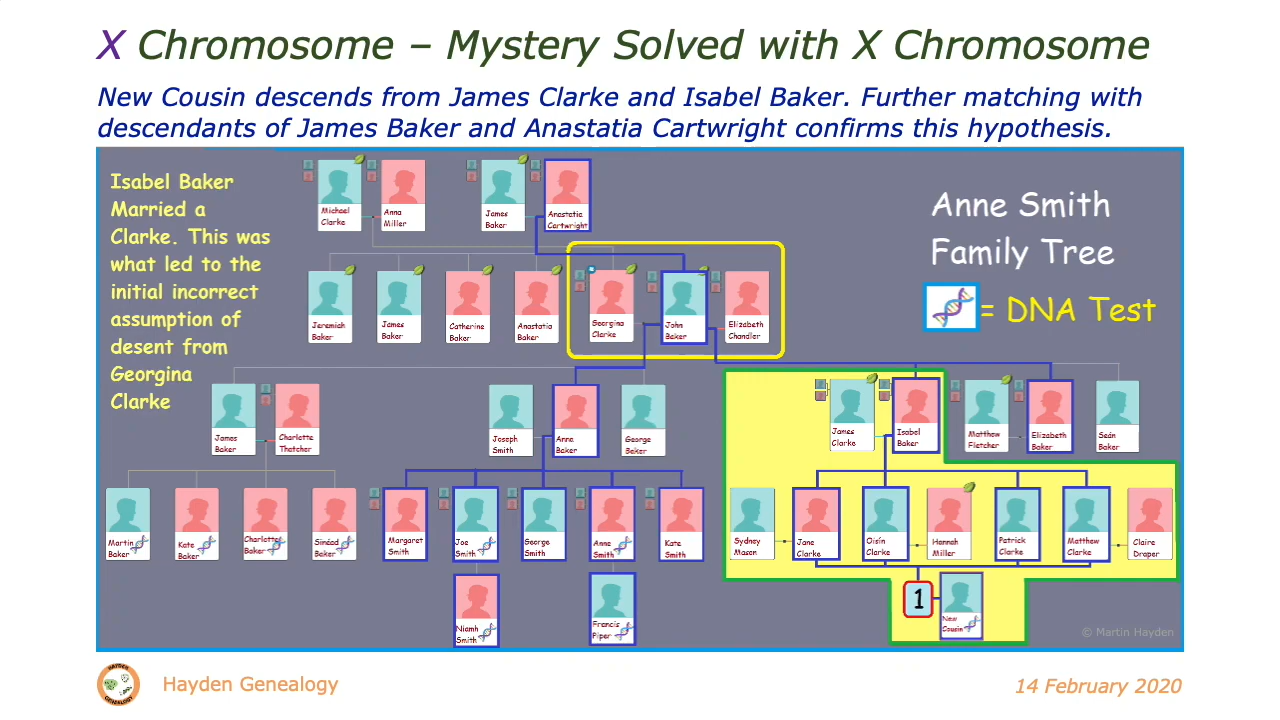 X Chromosome – Mystery Solved with X Chromosome
New Cousin descends from James Clarke and Isabel Baker. Further matching with
descendants of James Baker and Anastatia Cartwright confirms this hypothesis.
Isabel Baker
Married a
Clarke. This was
what led to the
initial incorrect
assumption of
desent from
Georgina
Clarke
Anne Smith
Family Tree
= DNA Test
Michael
Clarke
Anna
Miller
James
Baker
Anastatia
Cartwright
Jeremiah
Baker
James
Baker
Catherine
Baker
Anastatia
Baker
Georgina
Clarke
John
Baker
Elizabeth
Chandler
James
Baker
Charlotte
Thatcher
Joseph
Smith
Anna
Baker
George
Baker
James
Clarke
Isabel
Baker
Matthew
Fletcher
Elizabeth
Baker
Seán
Baker
Martin
Baker
Kate
Baker
Charlotte
Baker
Sinéad
Baker
Margaret
Smith
Joe
Smith
George
Smith
Anne
Smith
Kate
Smith
Sydney
Mason
Jane
Clarke
Oisín
Clarke
Hannah
Miller
Patrick
Clarke
Matthew
Clarke
Claire
Draper
Niamh
Smith
Francis
Piper
1
New
Cousin
© Martin Hayden
HAYDEN
GENEALOGY
Hayden Genealogy
14 February 2020